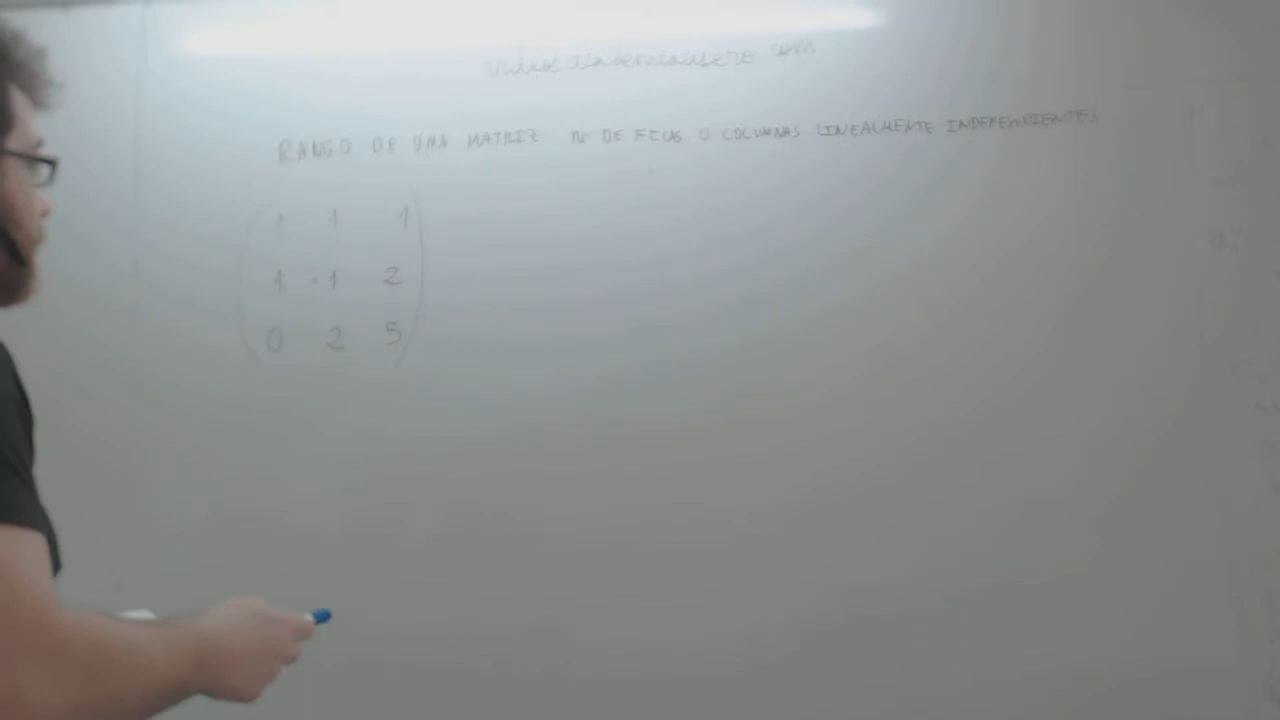 RANGO DE UNA MATRIZ Nº DE FILAS O COLUMNAS LINEALMENTE INDEPENDIENTES
1 1 1
1 -1 2
0 2 5